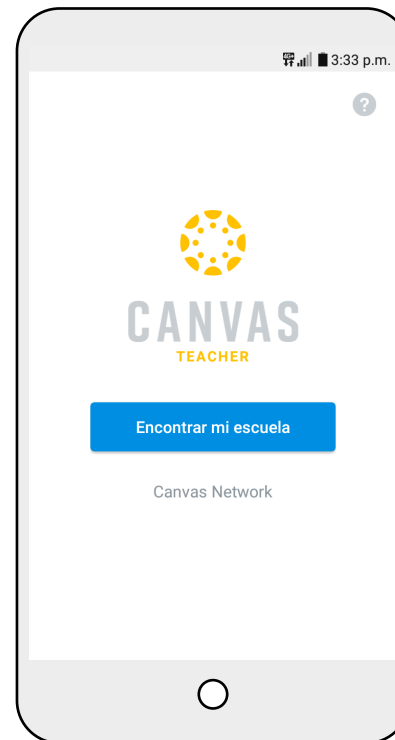 3:33 p.m.
?
CANVAS
TEACHER
Encontrar mi escuela
Canvas Network